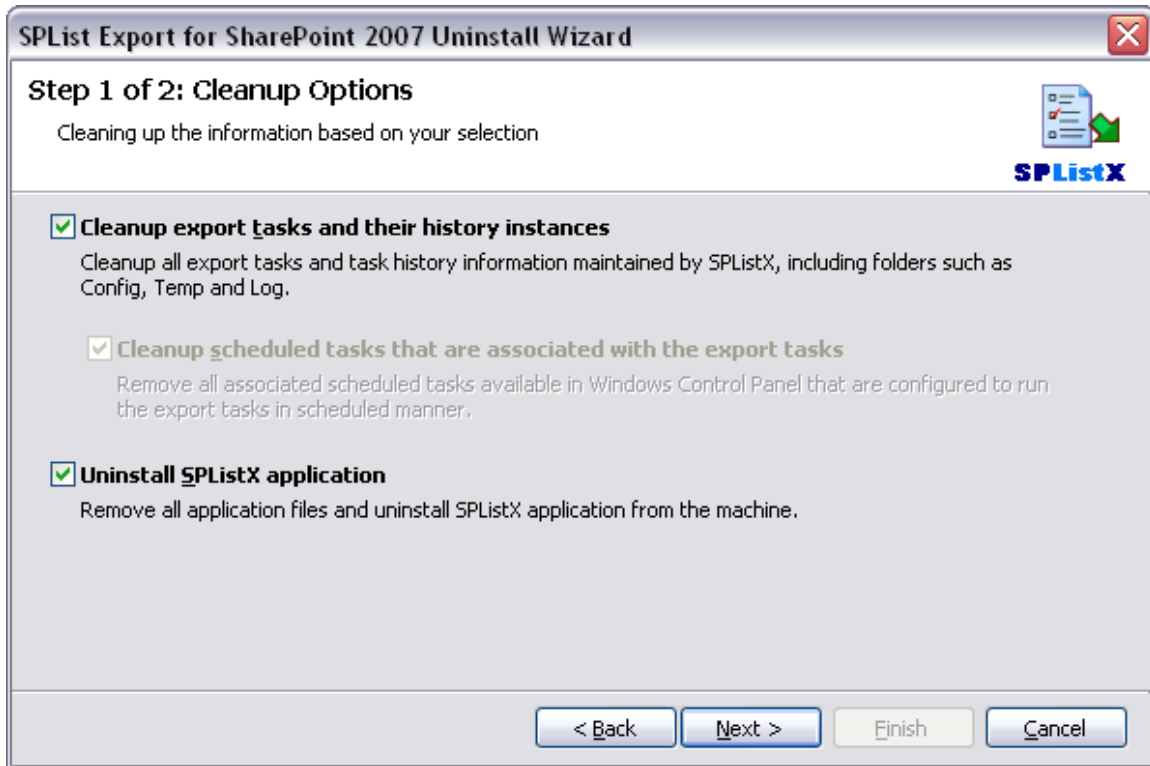 SPList Export for SharePoint 2007 Uninstall Wizard
Step 1 of 2: Cleanup Options
Cleaning up the information based on your selection
SPListX
Cleanup export tasks and their history instances
Cleanup all export tasks and task history information maintained by SPListX, including folders such as
Config, Temp and Log.
Cleanup scheduled tasks that are associated with the export tasks
Remove all associated scheduled tasks available in Windows Control Panel that are configured to run
the export tasks in scheduled manner.
Uninstall SPListX application
Remove all application files and uninstall SPListX application from the machine.
< Back Next > Finish Cancel